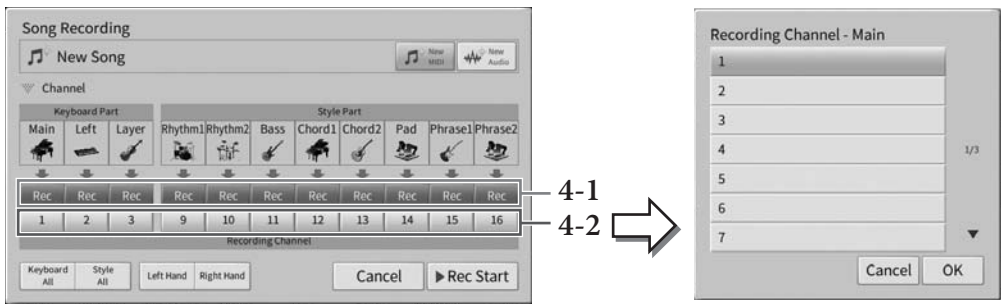 Song Recording
New Song
New MIDI
New Audio
Channel
Keyboard Part
Style Part
Main Left Layer Rhythm1 Rhythm2 Bass Chord1 Chord2 Pad Phrase1 Phrase2
Rec Rec Rec Rec Rec Rec Rec Rec Rec Rec Rec
4-1
1 2 3 9 10 11 12 13 14 15 16
4-2
Recording Channel
Keyboard All
Style All
Left Hand Right Hand
Cancel
Rec Start
Recording Channel - Main
1
2
3
4
1/3
5
6
7
Cancel OK